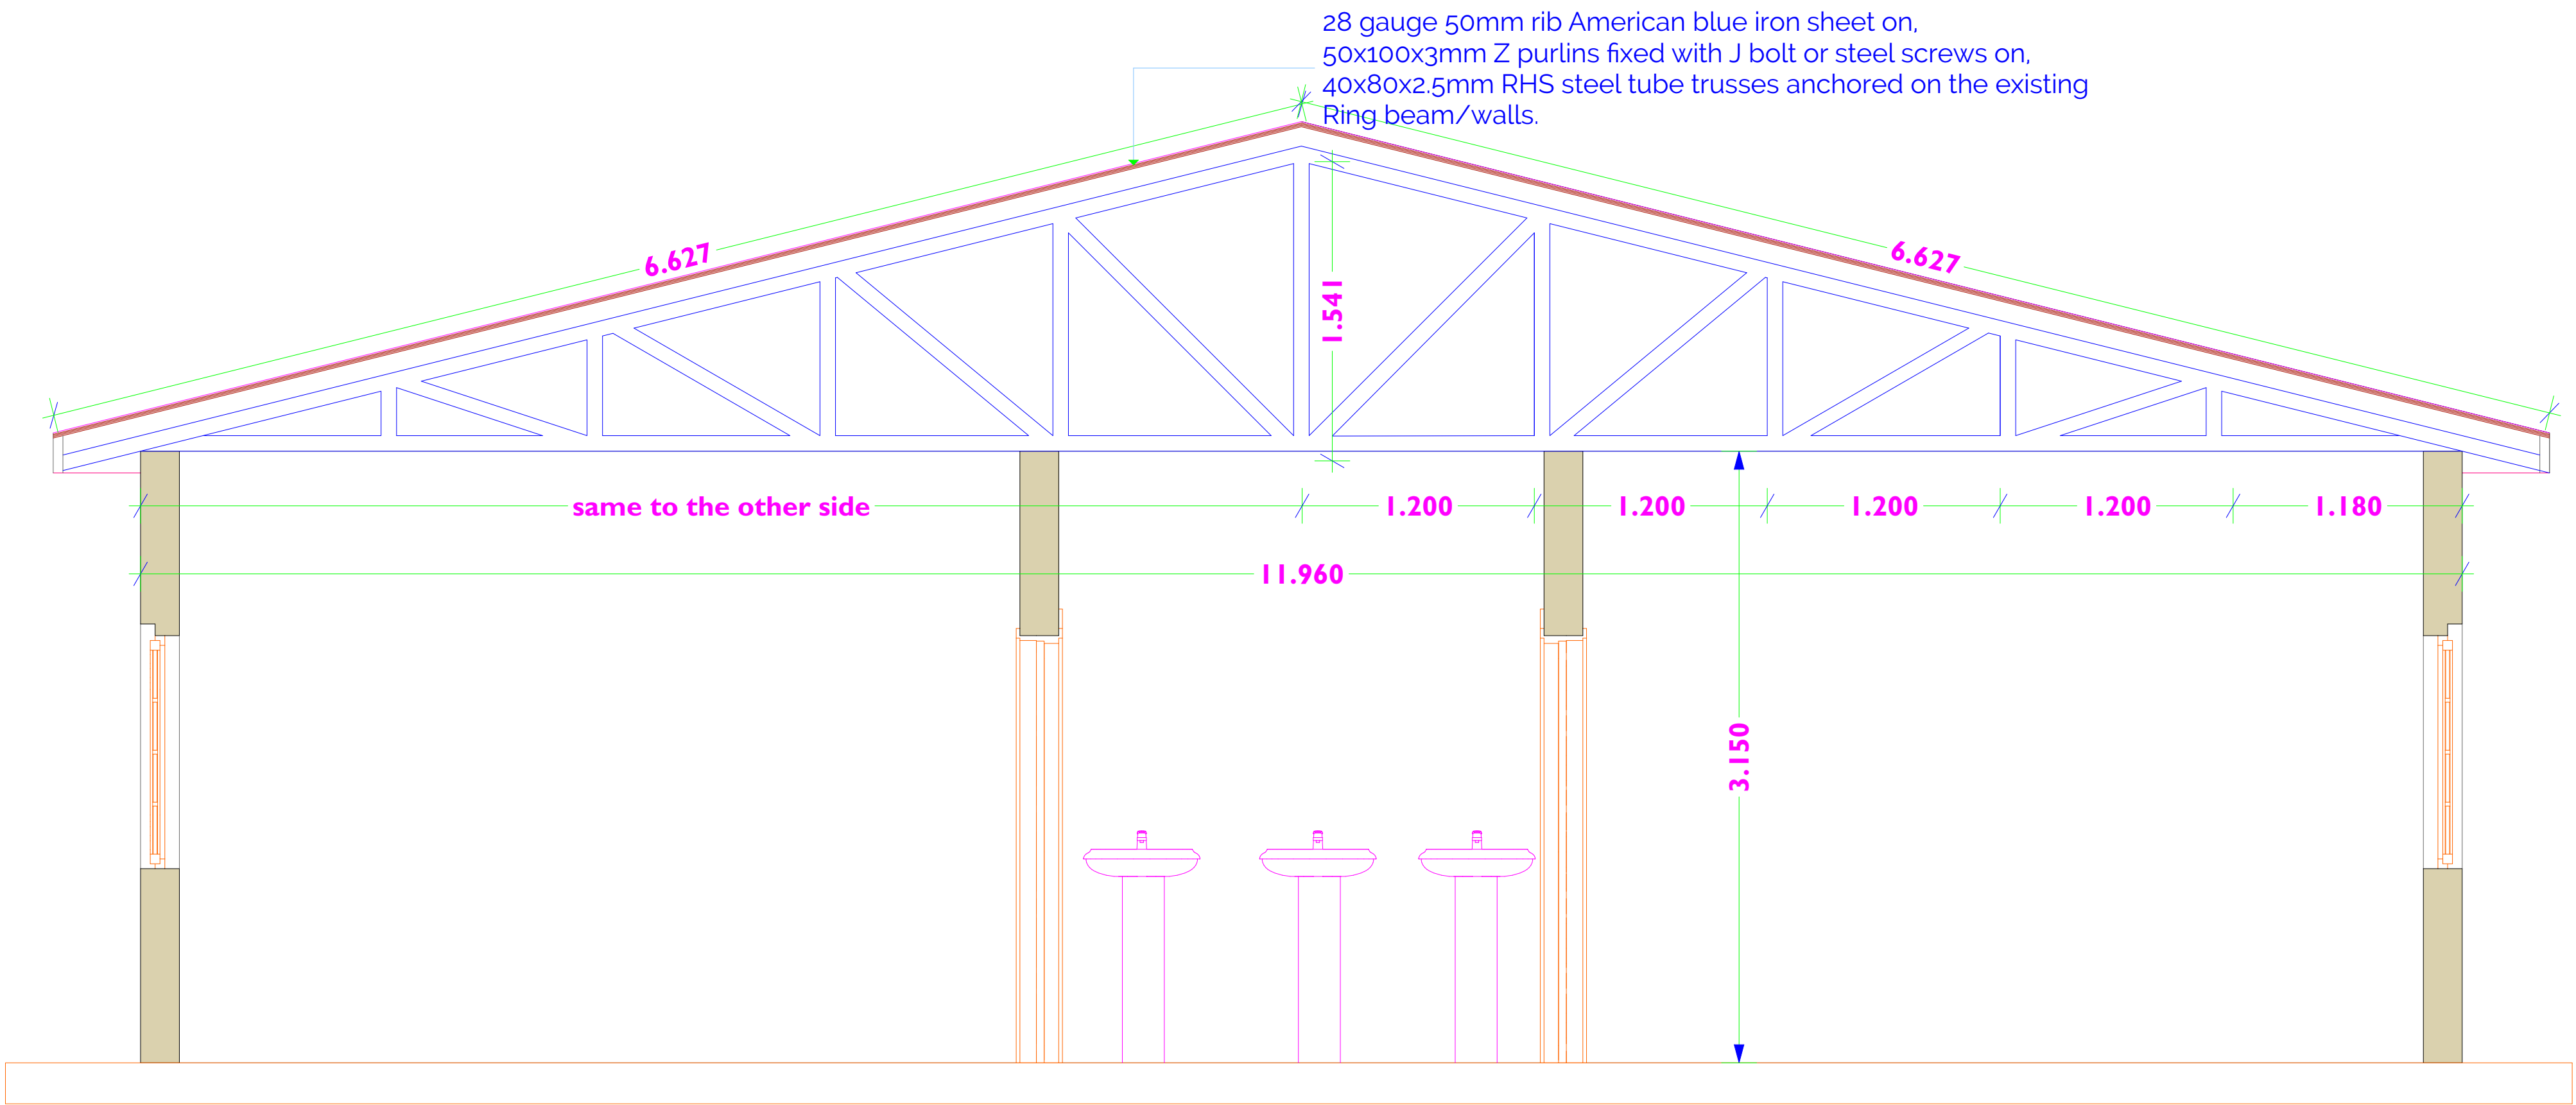 28 gauge 50mm rib American blue iron sheet on,
50x100x3mm Z purlins fixed with J bolt or steel screws on,
40x80x2.5mm RHS steel tube trusses anchored on the existing
Ring beam/walls.
6.627
6.627
1.541
same to the other side
1.200
1.200
1.200
1.200
1.180
11.960
3.150